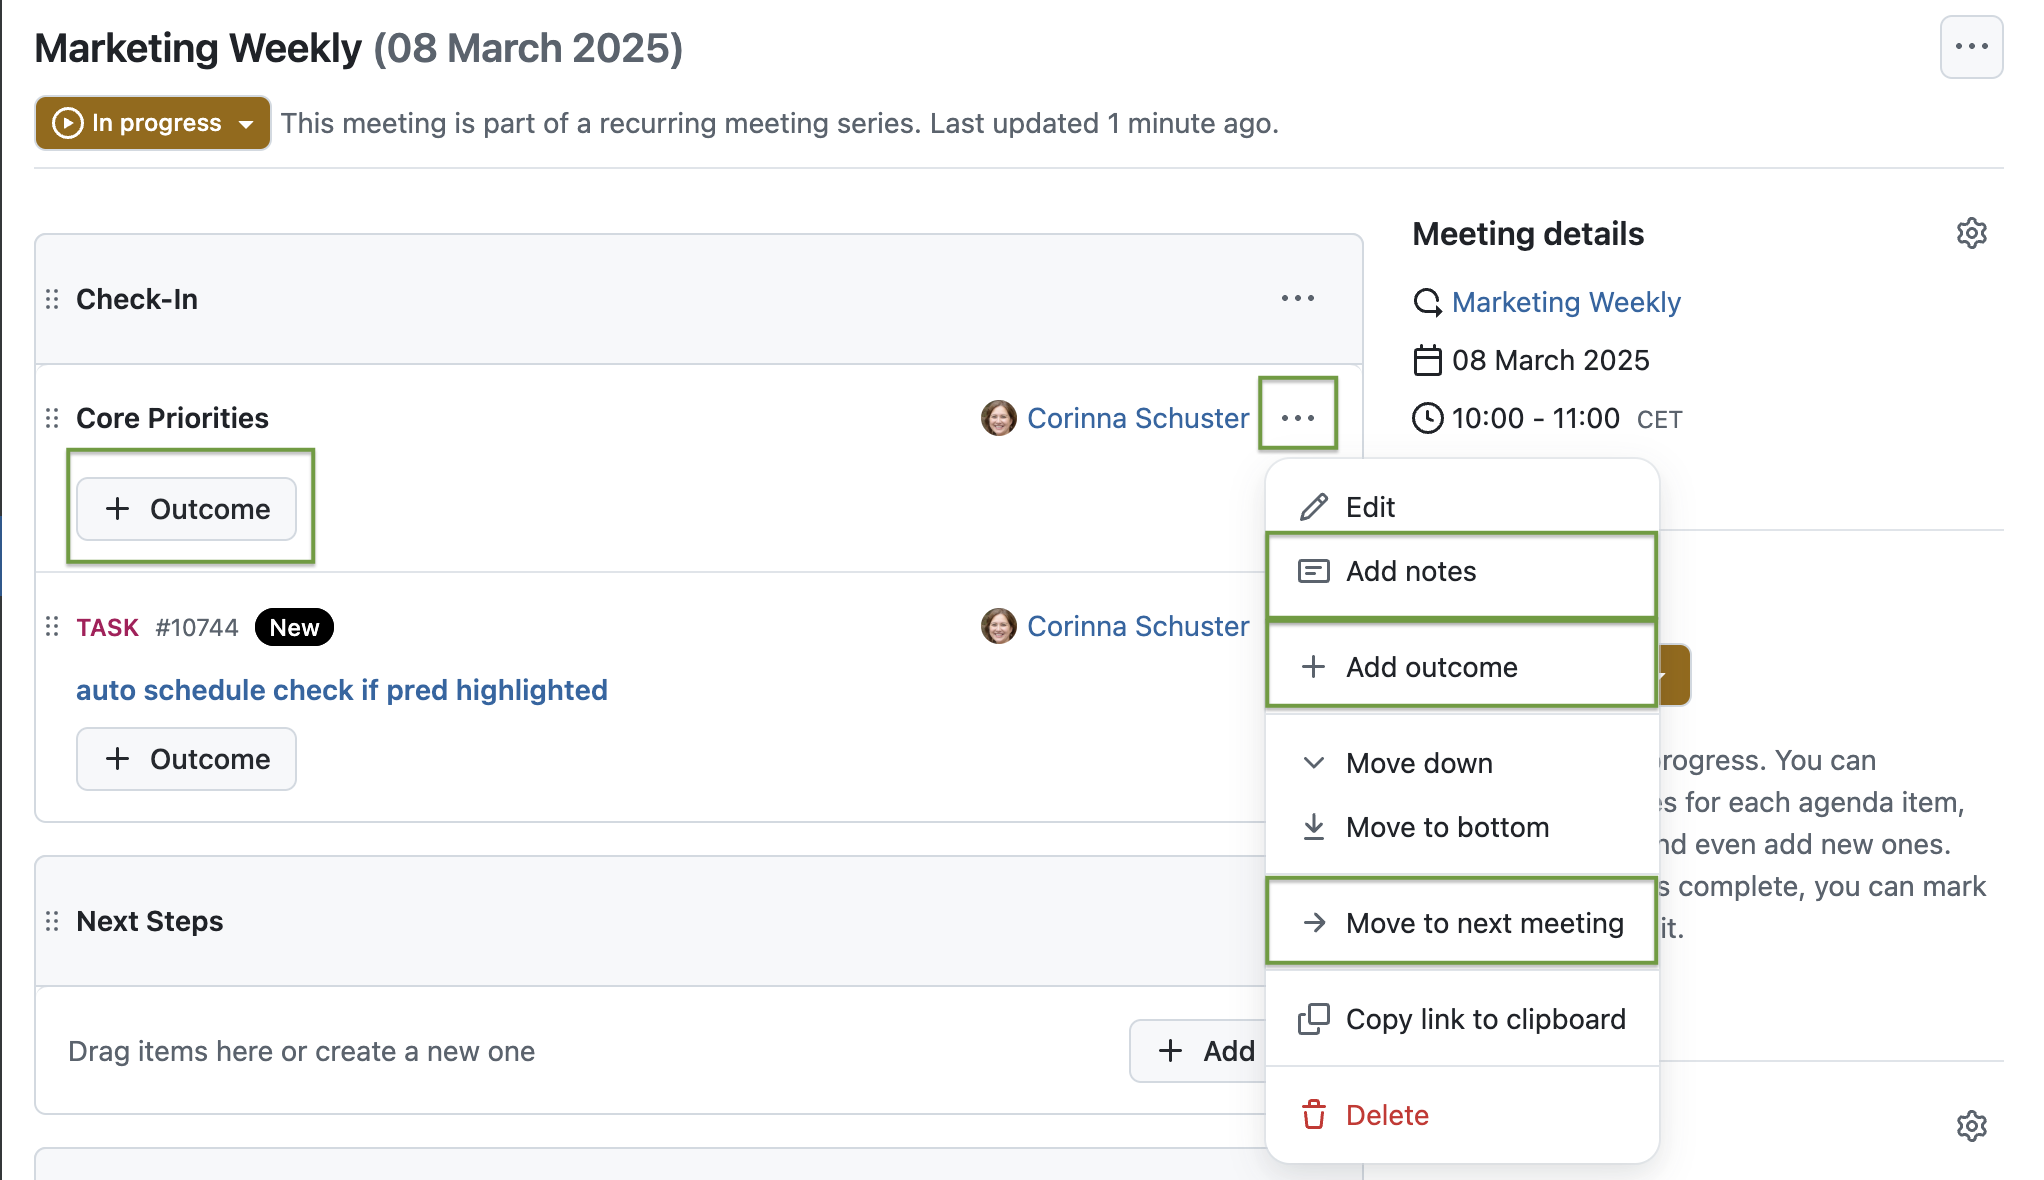 Marketing Weekly (08 March 2025)
In progress
This meeting is part of a recurring meeting series. Last updated 1 minute ago.
Check-In
Core Priorities
Corinna Schuster
+ Outcome
TASK #10744 New
Corinna Schuster
auto schedule check if pred highlighted
+ Outcome
Next Steps
Drag items here or create a new one
+ Add
Meeting details
Marketing Weekly
08 March 2025
10:00 - 11:00 CET
Edit
Add notes
Add outcome
Move down
Move to bottom
Move to next meeting
Copy link to clipboard
Delete
You can
for each agenda item,
even add new ones.
complete, you can mark
it.